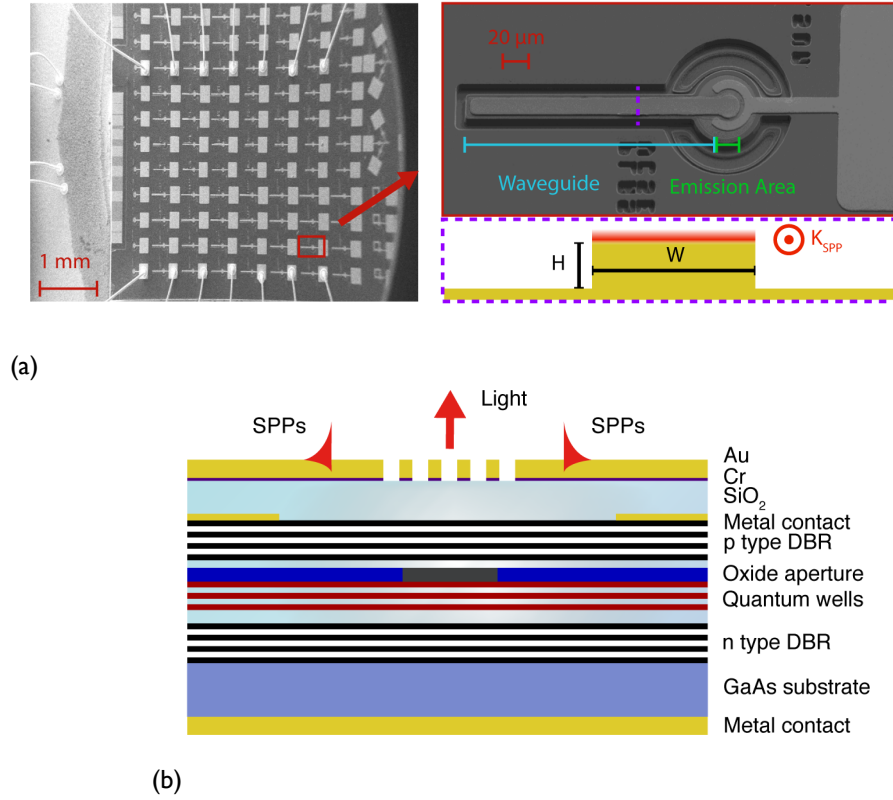 1 mm
20 µm
Waveguide
Emission Area
H
W
K_SPP
(a)
Light
SPPs
SPPs
Au
Cr
SiO₂
Metal contact
p type DBR
Oxide aperture
Quantum wells
n type DBR
GaAs substrate
Metal contact
(b)